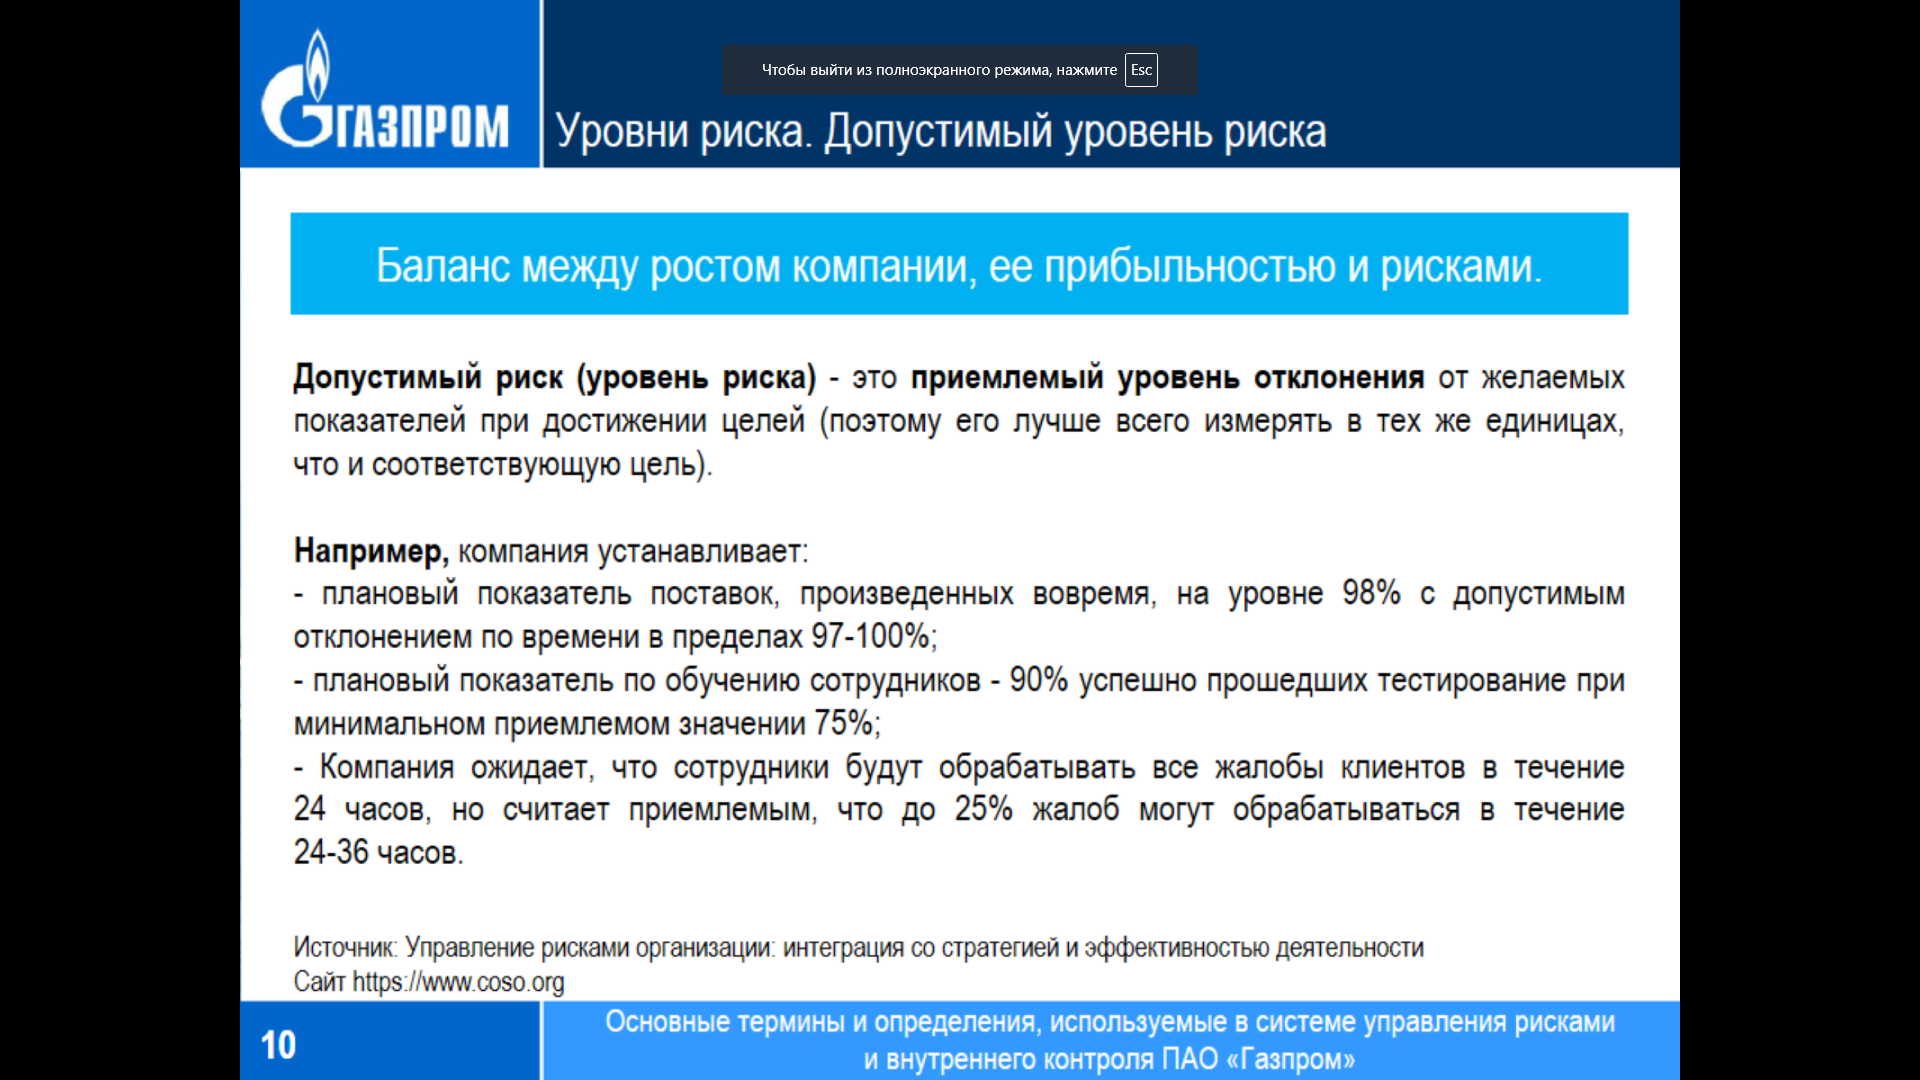 Чтобы выйти из полноэкранного режима, нажмите Esc
ГАЗПРОМ
Уровни риска. Допустимый уровень риска
Баланс между ростом компании, ее прибыльностью и рисками.
Допустимый риск (уровень риска) - это приемлемый уровень отклонения от желаемых
показателей при достижении целей (поэтому его лучше всего измерять в тех же единицах,
что и соответствующую цель).
Например, компания устанавливает:
- плановый показатель поставок, произведенных вовремя, на уровне 98% с допустимым
отклонением по времени в пределах 97-100%;
- плановый показатель по обучению сотрудников - 90% успешно прошедших тестирование при
минимальном приемлемом значении 75%;
- Компания ожидает, что сотрудники будут обрабатывать все жалобы клиентов в течение
24 часов, но считает приемлемым, что до 25% жалоб могут обрабатываться в течение
24-36 часов.
Источник: Управление рисками организации: интеграция со стратегией и эффективностью деятельности
Сайт https://www.coso.org
10
Основные термины и определения, используемые в системе управления рисками
и внутреннего контроля ПАО «Газпром»